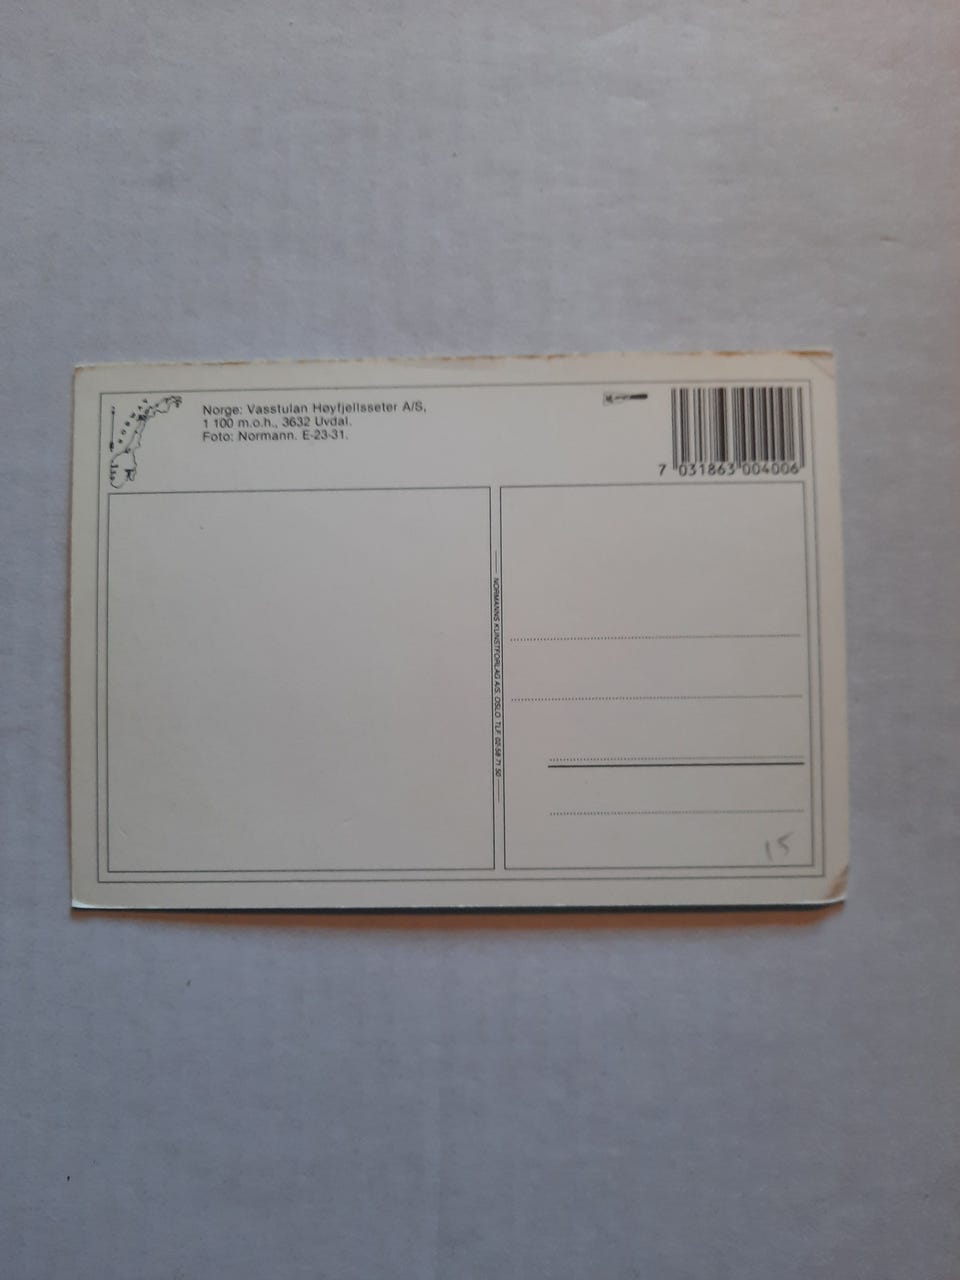 NORWAY
Norge: Vasstulan Høyfjellsseter A/S,
1 100 m.o.h., 3632 Uvdal.
Foto: Normann. E-23-31.
7 031863 004006
NORMANNS KUNSTFORLAG A/S, OSLO. TLF. 02-58 71 50
15